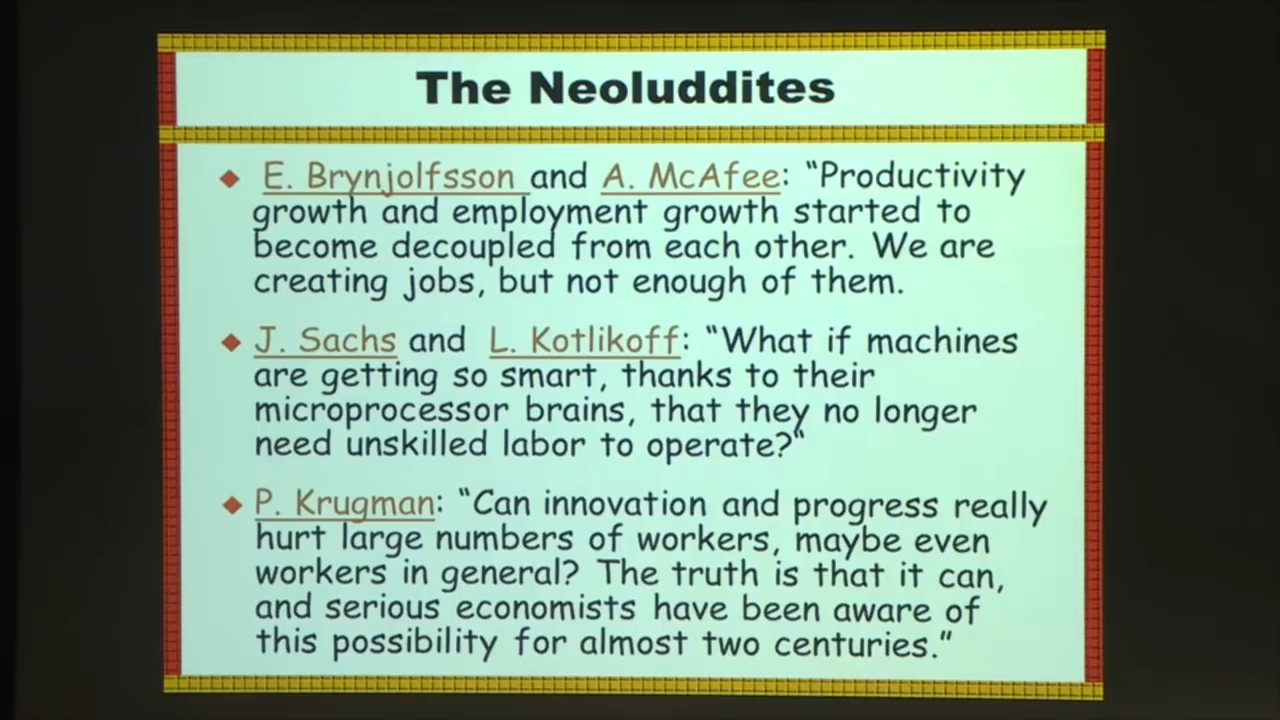 The Neoluddites
E. Brynjolfsson and A. McAfee: “Productivity
growth and employment growth started to
become decoupled from each other. We are
creating jobs, but not enough of them.
J. Sachs and L. Kotlikoff: “What if machines
are getting so smart, thanks to their
microprocessor brains, that they no longer
need unskilled labor to operate?“
P. Krugman: “Can innovation and progress really
hurt large numbers of workers, maybe even
workers in general? The truth is that it can,
and serious economists have been aware of
this possibility for almost two centuries.”